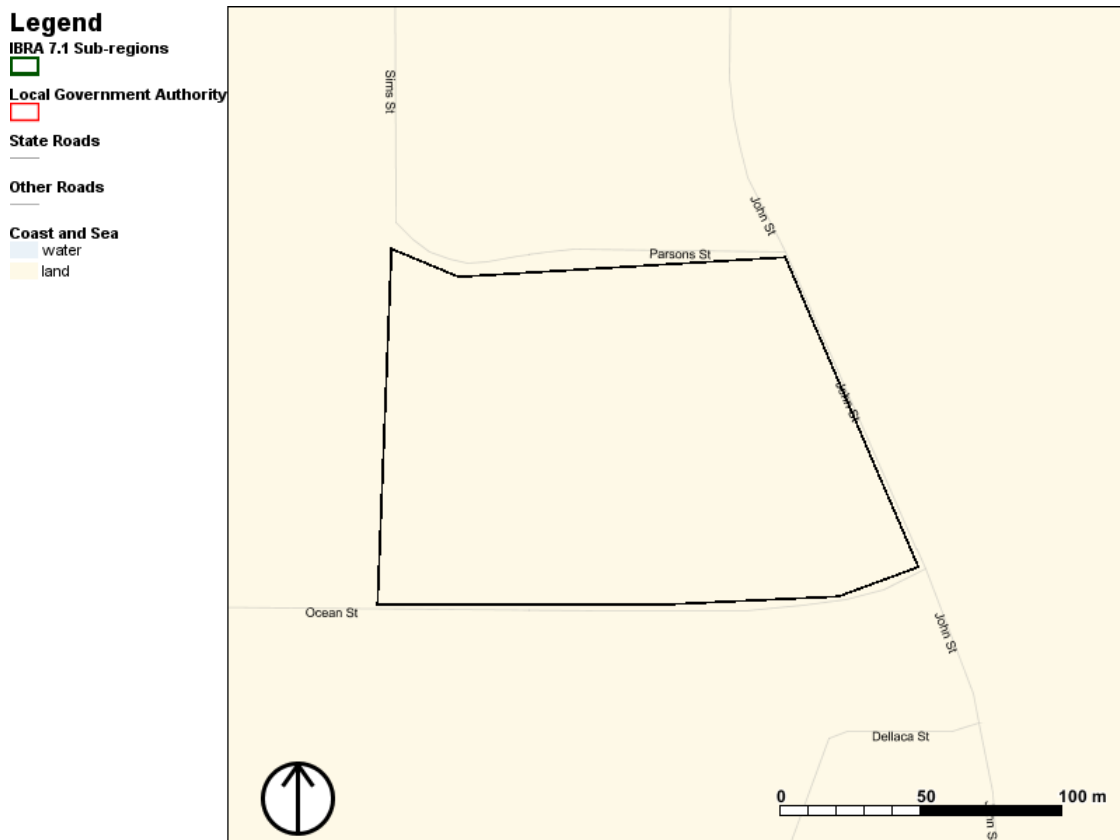 Legend
IBRA 7.1 Sub-regions
Local Government Authority
State Roads
Other Roads
Coast and Sea
water
land
Sims St
John St
Parsons St
John St
Ocean St
John St
Dellaca St
0 50 100 m